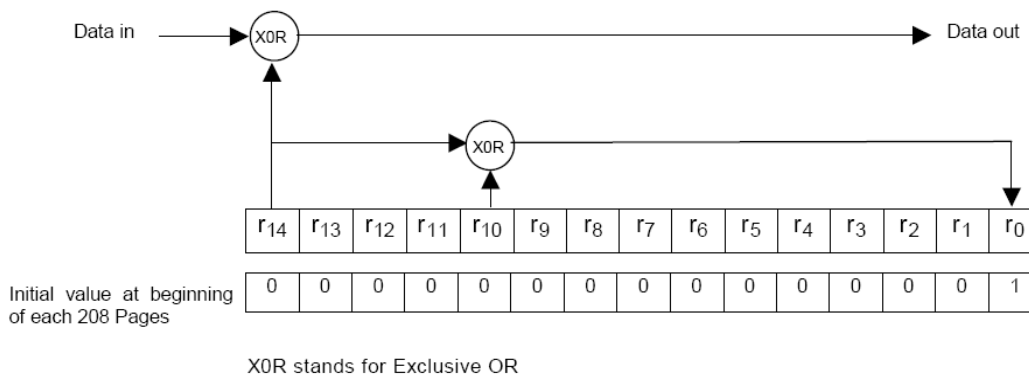 Data in X0R Data out
X0R
r14 r13 r12 r11 r10 r9 r8 r7 r6 r5 r4 r3 r2 r1 r0
Initial value at beginning
of each 208 Pages
0 0 0 0 0 0 0 0 0 0 0 0 0 0 1
X0R stands for Exclusive OR